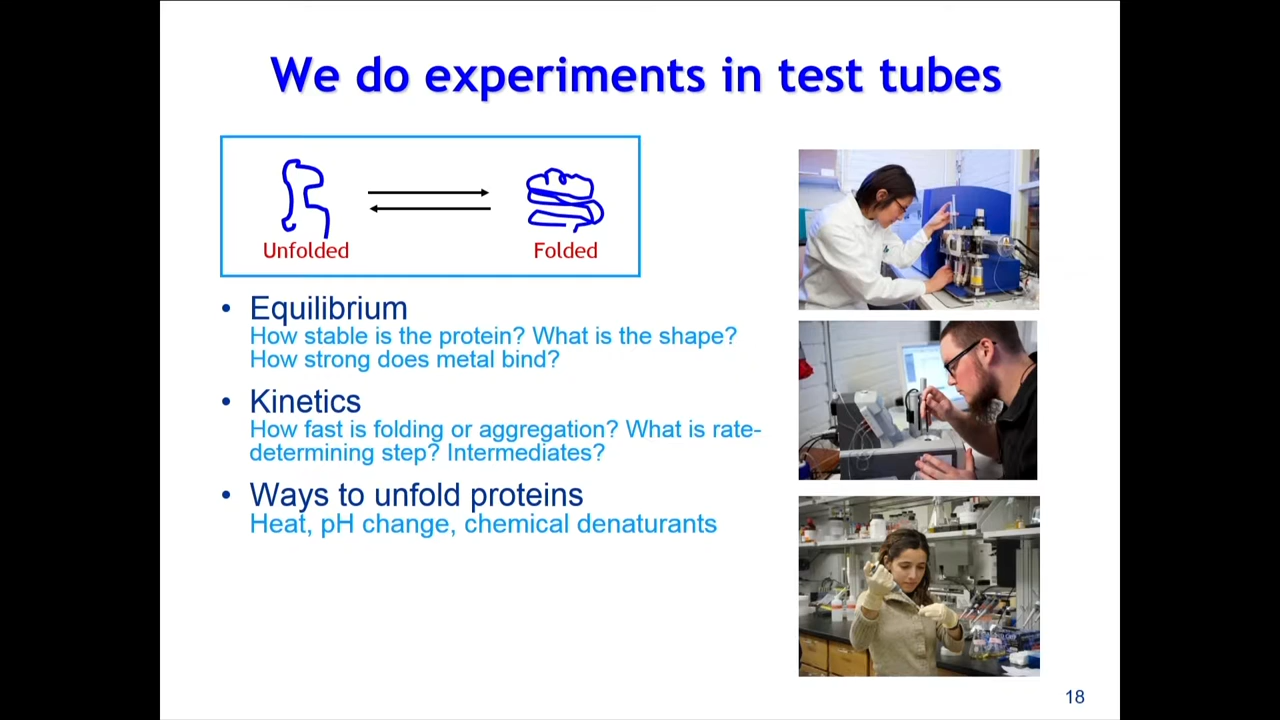 We do experiments in test tubes
Unfolded
Folded
• Equilibrium
How stable is the protein? What is the shape?
How strong does metal bind?
• Kinetics
How fast is folding or aggregation? What is rate-
determining step? Intermediates?
• Ways to unfold proteins
Heat, pH change, chemical denaturants
18